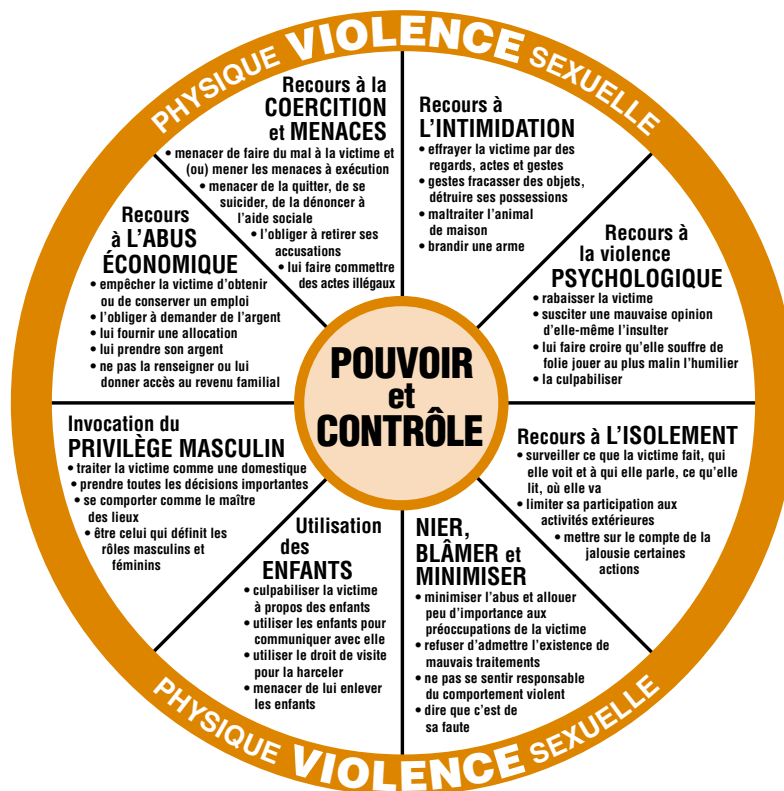 PHYSIQUE VIOLENCE SEXUELLE
Recours à la
COERCITION
et MENACES
• menacer de faire du mal à la victime et
(ou) mener les menaces à exécution
• menacer de la quitter, de se
suicider, de la dénoncer à
l'aide sociale
• l'obliger à retirer ses
accusations
• lui faire commettre
des actes illégaux
Recours à
L'INTIMIDATION
• effrayer la victime par des
regards, actes et gestes
• gestes fracasser des objets,
détruire ses possessions
• maltraiter l'animal
de maison
• brandir une arme
Recours à
la violence
PSYCHOLOGIQUE
• rabaisser la victime
• susciter une mauvaise opinion
d'elle-même l'insulter
• lui faire croire qu'elle souffre de
folie jouer au plus malin l'humilier
• la culpabiliser
Recours à L'ISOLEMENT
• surveiller ce que la victime fait, qui
elle voit et à qui elle parle, ce qu'elle
lit, où elle va
• limiter sa participation aux
activités extérieures
• mettre sur le compte de la
jalousie certaines
actions
NIER,
BLÂMER et
MINIMISER
• minimiser l'abus et allouer
peu d'importance aux
préoccupations de la victime
• refuser d'admettre l'existence de
mauvais traitements
• ne pas se sentir responsable
du comportement violent
• dire que c'est de
sa faute
Utilisation
des
ENFANTS
• culpabiliser la victime
à propos des enfants
• utiliser les enfants pour
communiquer avec elle
• utiliser le droit de visite
pour la harceler
• menacer de lui enlever
les enfants
Invocation du
PRIVILÈGE MASCULIN
• traiter la victime comme une domestique
• prendre toutes les décisions importantes
• se comporter comme le maître
des lieux
• être celui qui définit les
rôles masculins et
féminins
Recours
à L'ABUS
ÉCONOMIQUE
• empêcher la victime d'obtenir
ou de conserver un emploi
• l'obliger à demander de l'argent
• lui fournir une allocation
• lui prendre son argent
• ne pas la renseigner ou lui
donner accès au revenu familial
POUVOIR
et
CONTRÔLE
PHYSIQUE VIOLENCE SEXUELLE